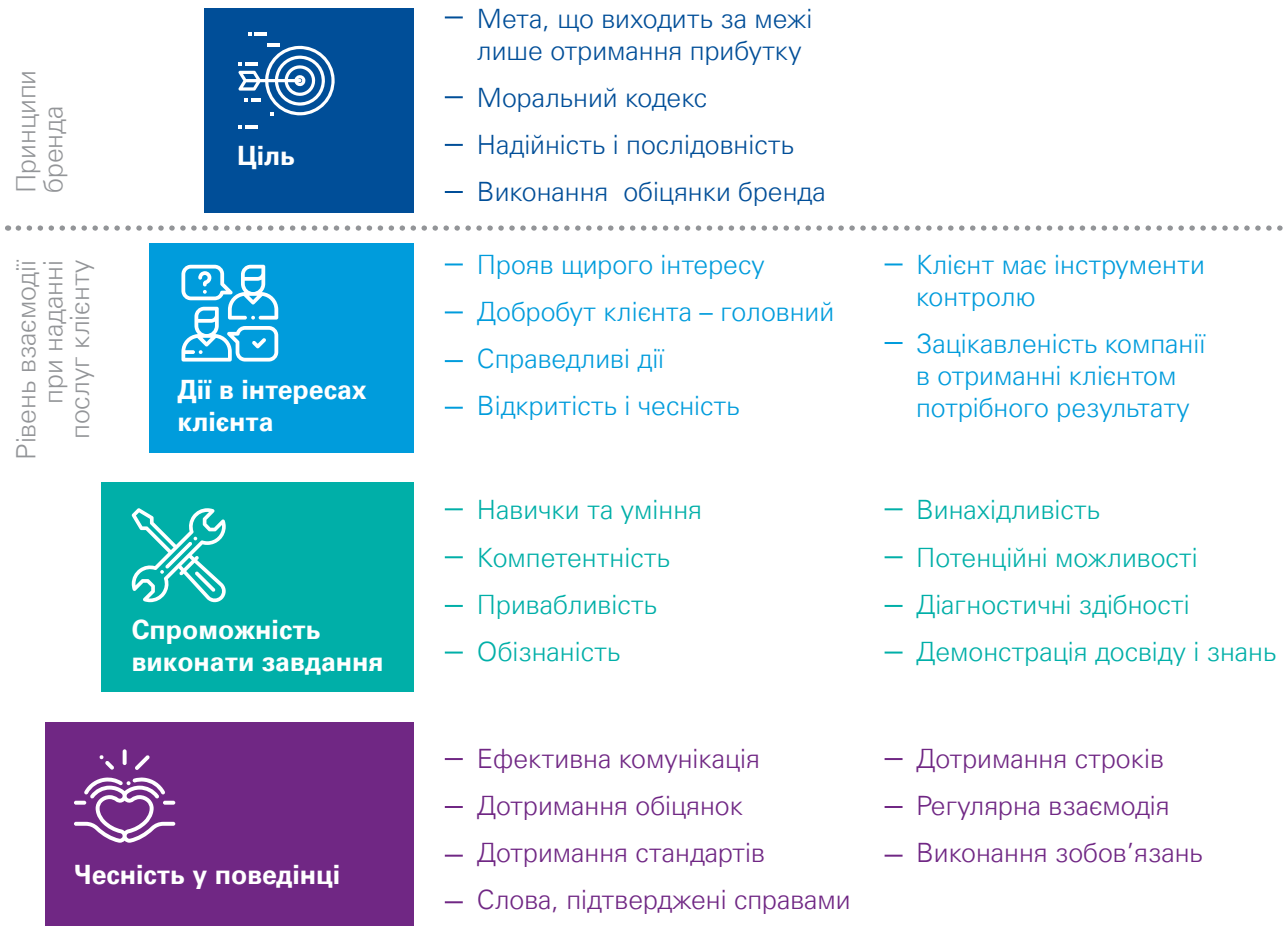 Принципи
бренда
Ціль
— Мета, що виходить за межі
лише отримання прибутку
— Моральний кодекс
— Надійність і послідовність
— Виконання обіцянки бренда
Рівень взаємодії
при наданні
послуг клієнту
Дії в інтересах
клієнта
— Прояв щирого інтересу
— Добробут клієнта – головний
— Справедливі дії
— Відкритість і чесність
— Клієнт має інструменти
контролю
— Зацікавленість компанії
в отриманні клієнтом
потрібного результату
Спроможність
виконати завдання
— Навички та уміння
— Компетентність
— Привабливість
— Обізнаність
— Винахідливість
— Потенційні можливості
— Діагностичні здібності
— Демонстрація досвіду і знань
Чесність у поведінці
— Ефективна комунікація
— Дотримання обіцянок
— Дотримання стандартів
— Слова, підтверджені справами
— Дотримання строків
— Регулярна взаємодія
— Виконання зобов’язань